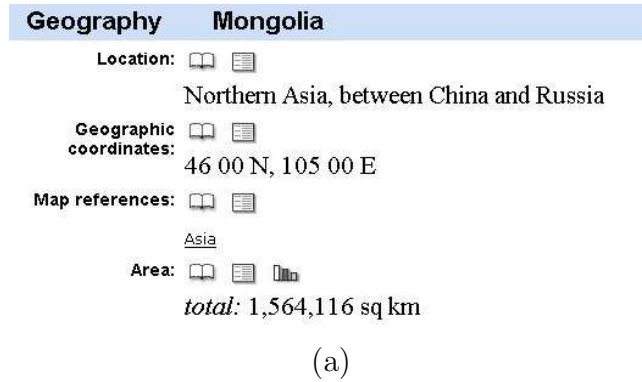 Geography Mongolia
Location:
Northern Asia, between China and Russia
Geographic
coordinates:
46 00 N, 105 00 E
Map references:
Asia
Area:
total: 1,564,116 sq km
(a)